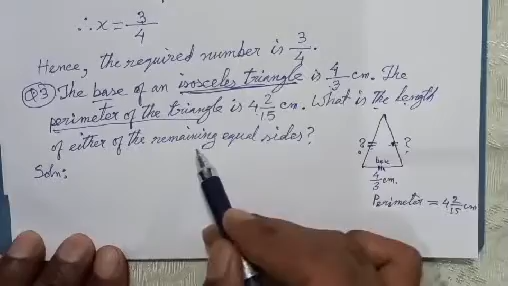 ∴ x = 3/4
Hence, the required number is 3/4.
Q3 The base of an isosceles triangle is 4/3 cm. The
perimeter of the triangle is 4 2/15 cm. What is the length
of either of the remaining equal sides?
Soln:
? ?
base
4/3 cm.
Perimeter = 4 2/15 cm